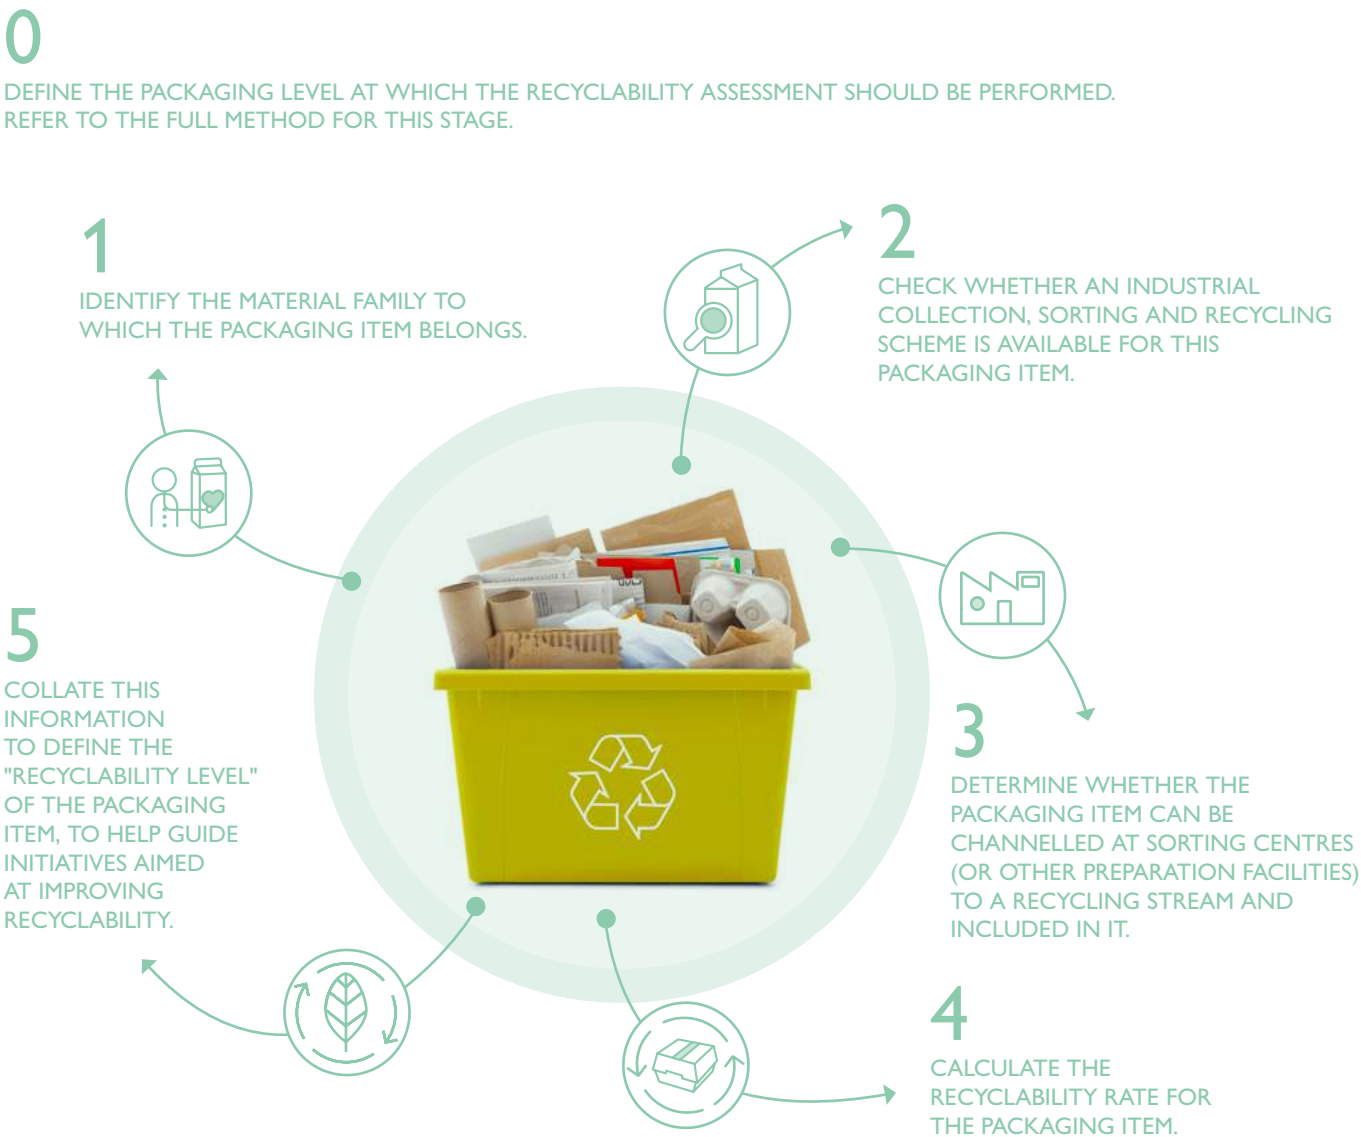 0
DEFINE THE PACKAGING LEVEL AT WHICH THE RECYCLABILITY ASSESSMENT SHOULD BE PERFORMED.
REFER TO THE FULL METHOD FOR THIS STAGE.
1
IDENTIFY THE MATERIAL FAMILY TO
WHICH THE PACKAGING ITEM BELONGS.
2
CHECK WHETHER AN INDUSTRIAL
COLLECTION, SORTING AND RECYCLING
SCHEME IS AVAILABLE FOR THIS
PACKAGING ITEM.
3
DETERMINE WHETHER THE
PACKAGING ITEM CAN BE
CHANNELLED AT SORTING CENTRES
(OR OTHER PREPARATION FACILITIES)
TO A RECYCLING STREAM AND
INCLUDED IN IT.
4
CALCULATE THE
RECYCLABILITY RATE FOR
THE PACKAGING ITEM.
5
COLLATE THIS
INFORMATION
TO DEFINE THE
"RECYCLABILITY LEVEL"
OF THE PACKAGING
ITEM, TO HELP GUIDE
INITIATIVES AIMED
AT IMPROVING
RECYCLABILITY.